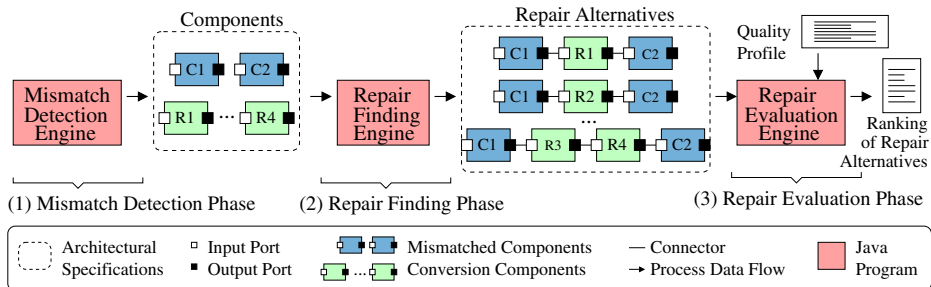 Components
Repair Alternatives
Mismatch
Detection
Engine
C1
C2
R1
...
R4
Repair
Finding
Engine
C1
R1
C2
C1
R2
C2
...
C1
R3
R4
C2
Quality
Profile
Repair
Evaluation
Engine
Ranking
of Repair
Alternatives
(1) Mismatch Detection Phase
(2) Repair Finding Phase
(3) Repair Evaluation Phase
Architectural
Specifications
Input Port
Output Port
Mismatched Components
...
Conversion Components
Connector
Process Data Flow
Java
Program